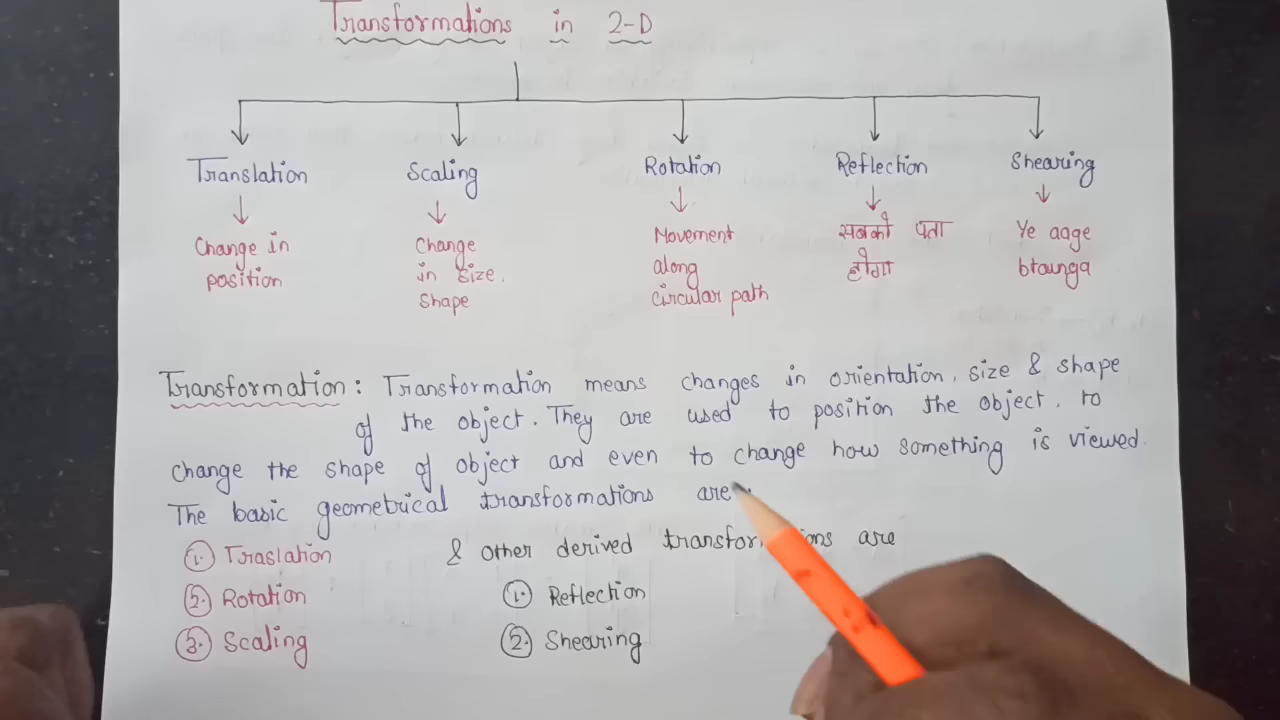 Transformations in 2-D
Translation Scaling Rotation Reflection Shearing
Change in position
Change in size. shape
Movement along circular path
सबको पता होगा
Ye aage btaunga
Transformation: Transformation means changes in orientation, size & shape
of the object. They are used to position the object, to
change the shape of object and even to change how something is viewed.
The basic geometrical transformations are
1. Traslation & other derived transfor ions are
2. Rotation 1. Reflection
3. Scaling 2. Shearing